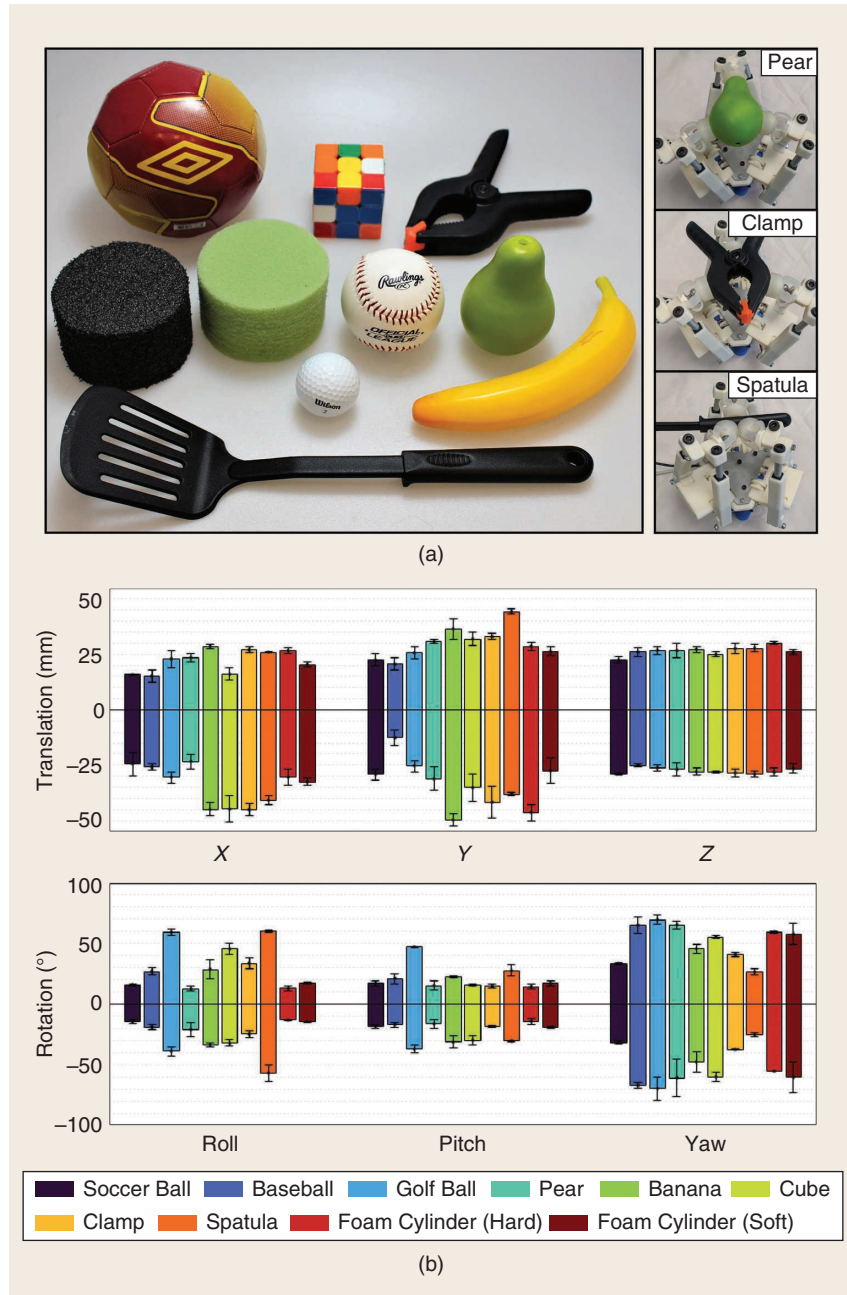 Pear
Clamp
Spatula
Rawlings
OFFICIAL
LEAGUE
Wilson
2
(a)
Translation (mm)
50
25
0
−25
−50
X
Y
Z
Rotation (°)
100
50
0
−50
−100
Roll
Pitch
Yaw
Soccer Ball
Baseball
Golf Ball
Pear
Banana
Cube
Clamp
Spatula
Foam Cylinder (Hard)
Foam Cylinder (Soft)
(b)